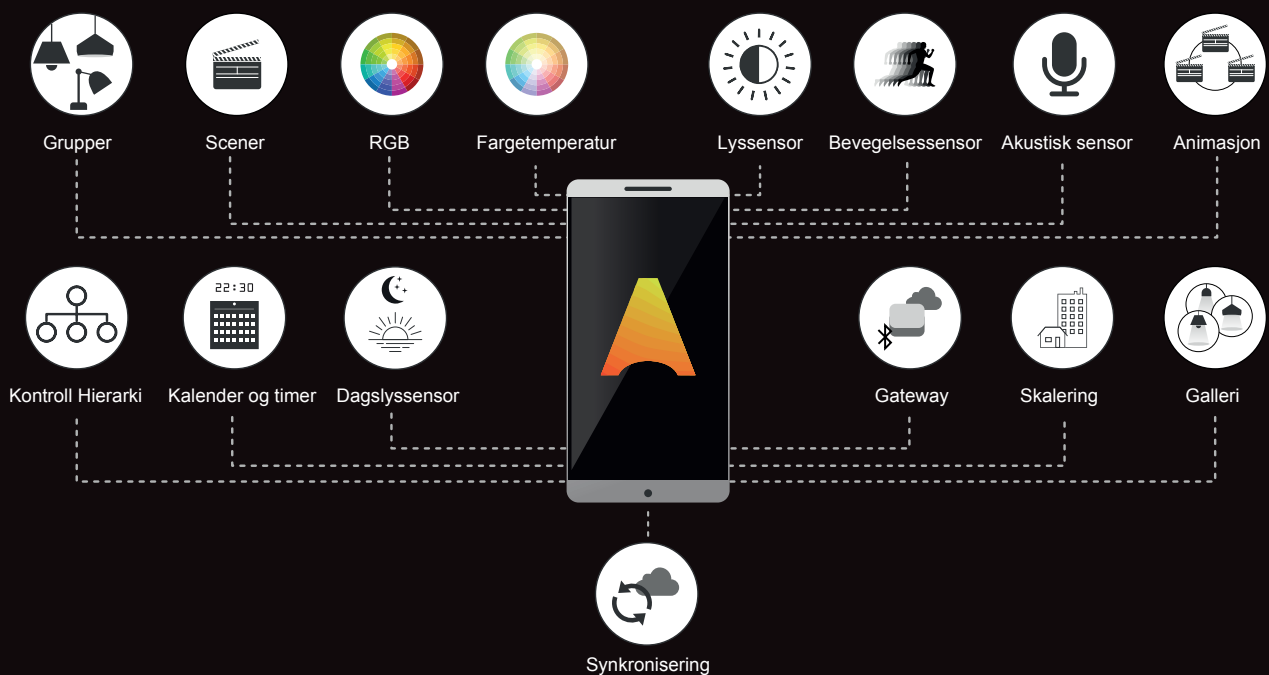 Grupper
Scener
RGB
Fargetemperatur
Lyssensor
Bevegelsessensor
Akustisk sensor
Animasjon
22:30
Kontroll Hierarki
Kalender og timer
Dagslyssensor
Gateway
Skalering
Galleri
Synkronisering